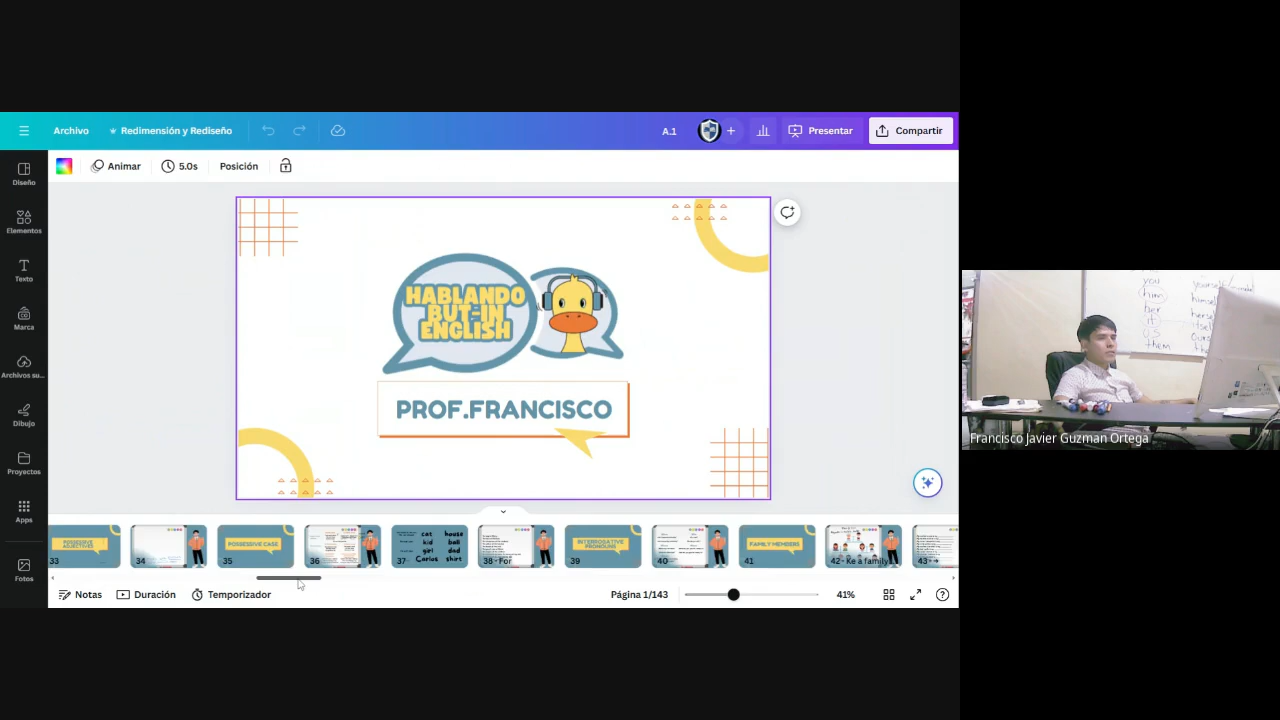 Archivo
Redimensión y Rediseño
A.1
Presentar
Compartir
Diseño
Elementos
Texto
Marca
Archivos su...
Dibujo
Proyectos
Apps
Fotos
Animar
5.0s
Posición
HABLANDO
BUT-IN
ENGLISH
PROF.FRANCISCO
you
him
her
it
us
them
Francisco Javier Guzman Ortega
POSSESSIVE
ADJECTIVES
33
34
POSSESSIVE CASE
35
36
cat house
kid ball
girl dad
Carlos shirt
37
38 - For
INTERROGATIVE
PRONOUNS
39
40
FAMILY MEMBERS
41
42 - Ke a family
43
Notas
Duración
Temporizador
Página 1/143
41%